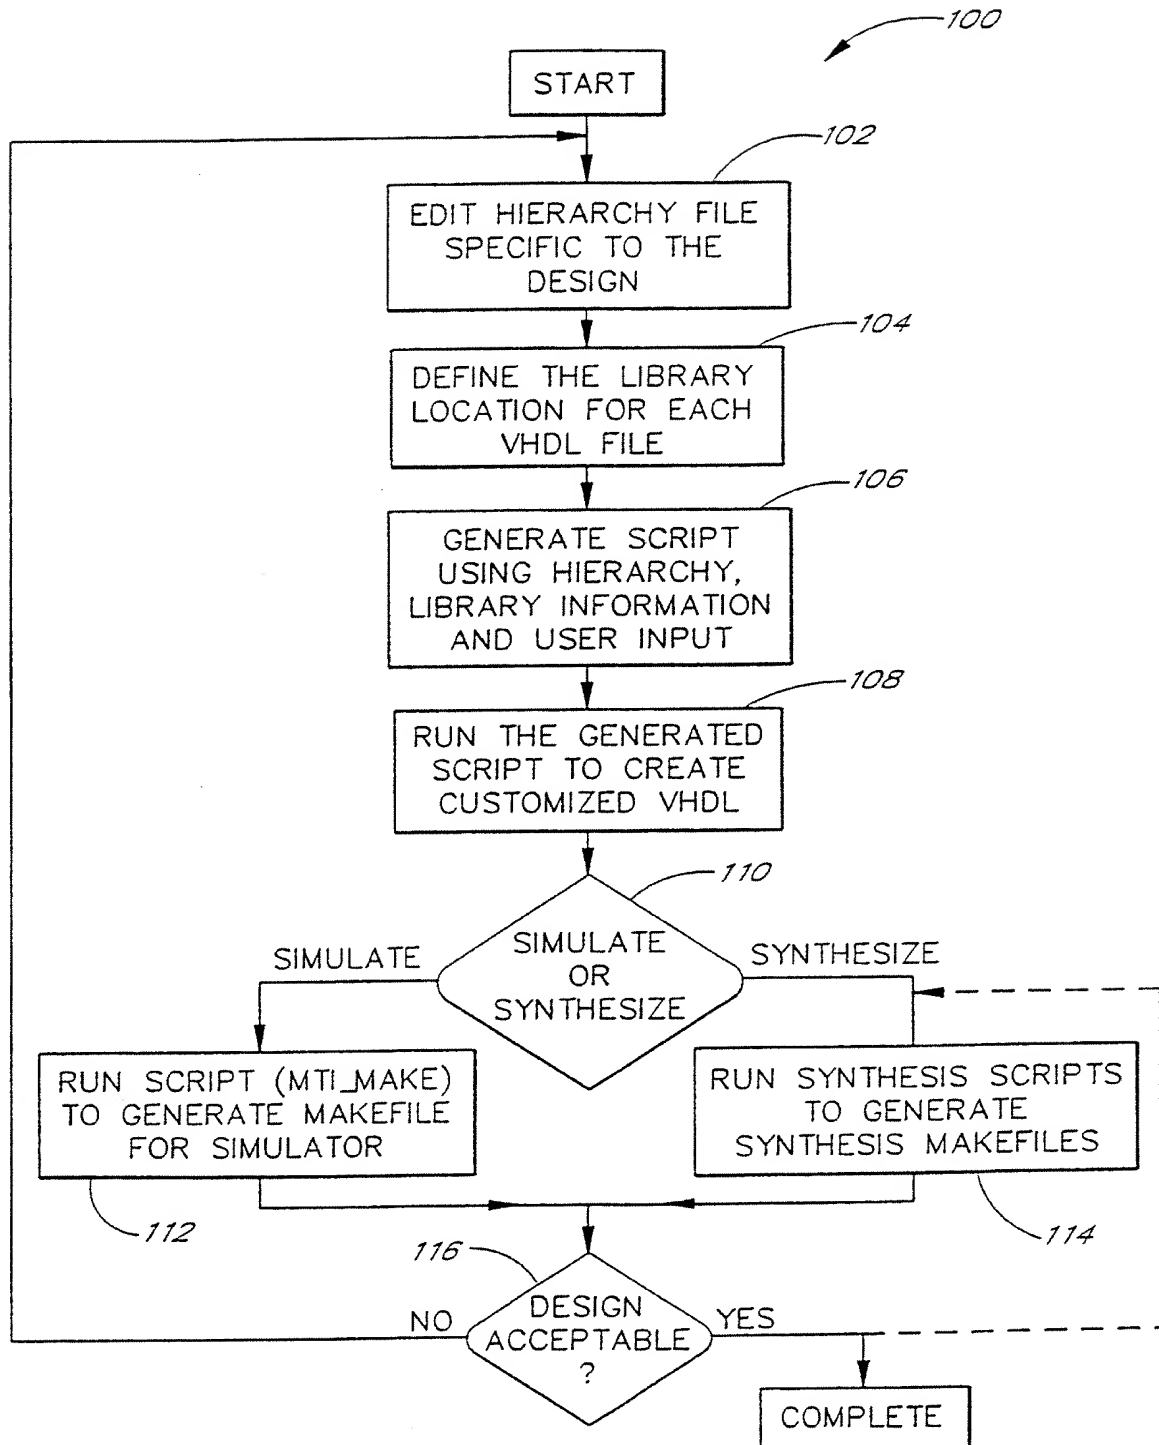 100
START
102
EDIT HIERARCHY FILE
SPECIFIC TO THE
DESIGN
104
DEFINE THE LIBRARY
LOCATION FOR EACH
VHDL FILE
106
GENERATE SCRIPT
USING HIERARCHY,
LIBRARY INFORMATION
AND USER INPUT
108
RUN THE GENERATED
SCRIPT TO CREATE
CUSTOMIZED VHDL
110
SIMULATE
OR
SYNTHESIZE
SIMULATE
SYNTHESIZE
RUN SCRIPT (MTI_MAKE)
TO GENERATE MAKEFILE
FOR SIMULATOR
112
RUN SYNTHESIS SCRIPTS
TO GENERATE
SYNTHESIS MAKEFILES
114
116
DESIGN
ACCEPTABLE
?
NO
YES
COMPLETE